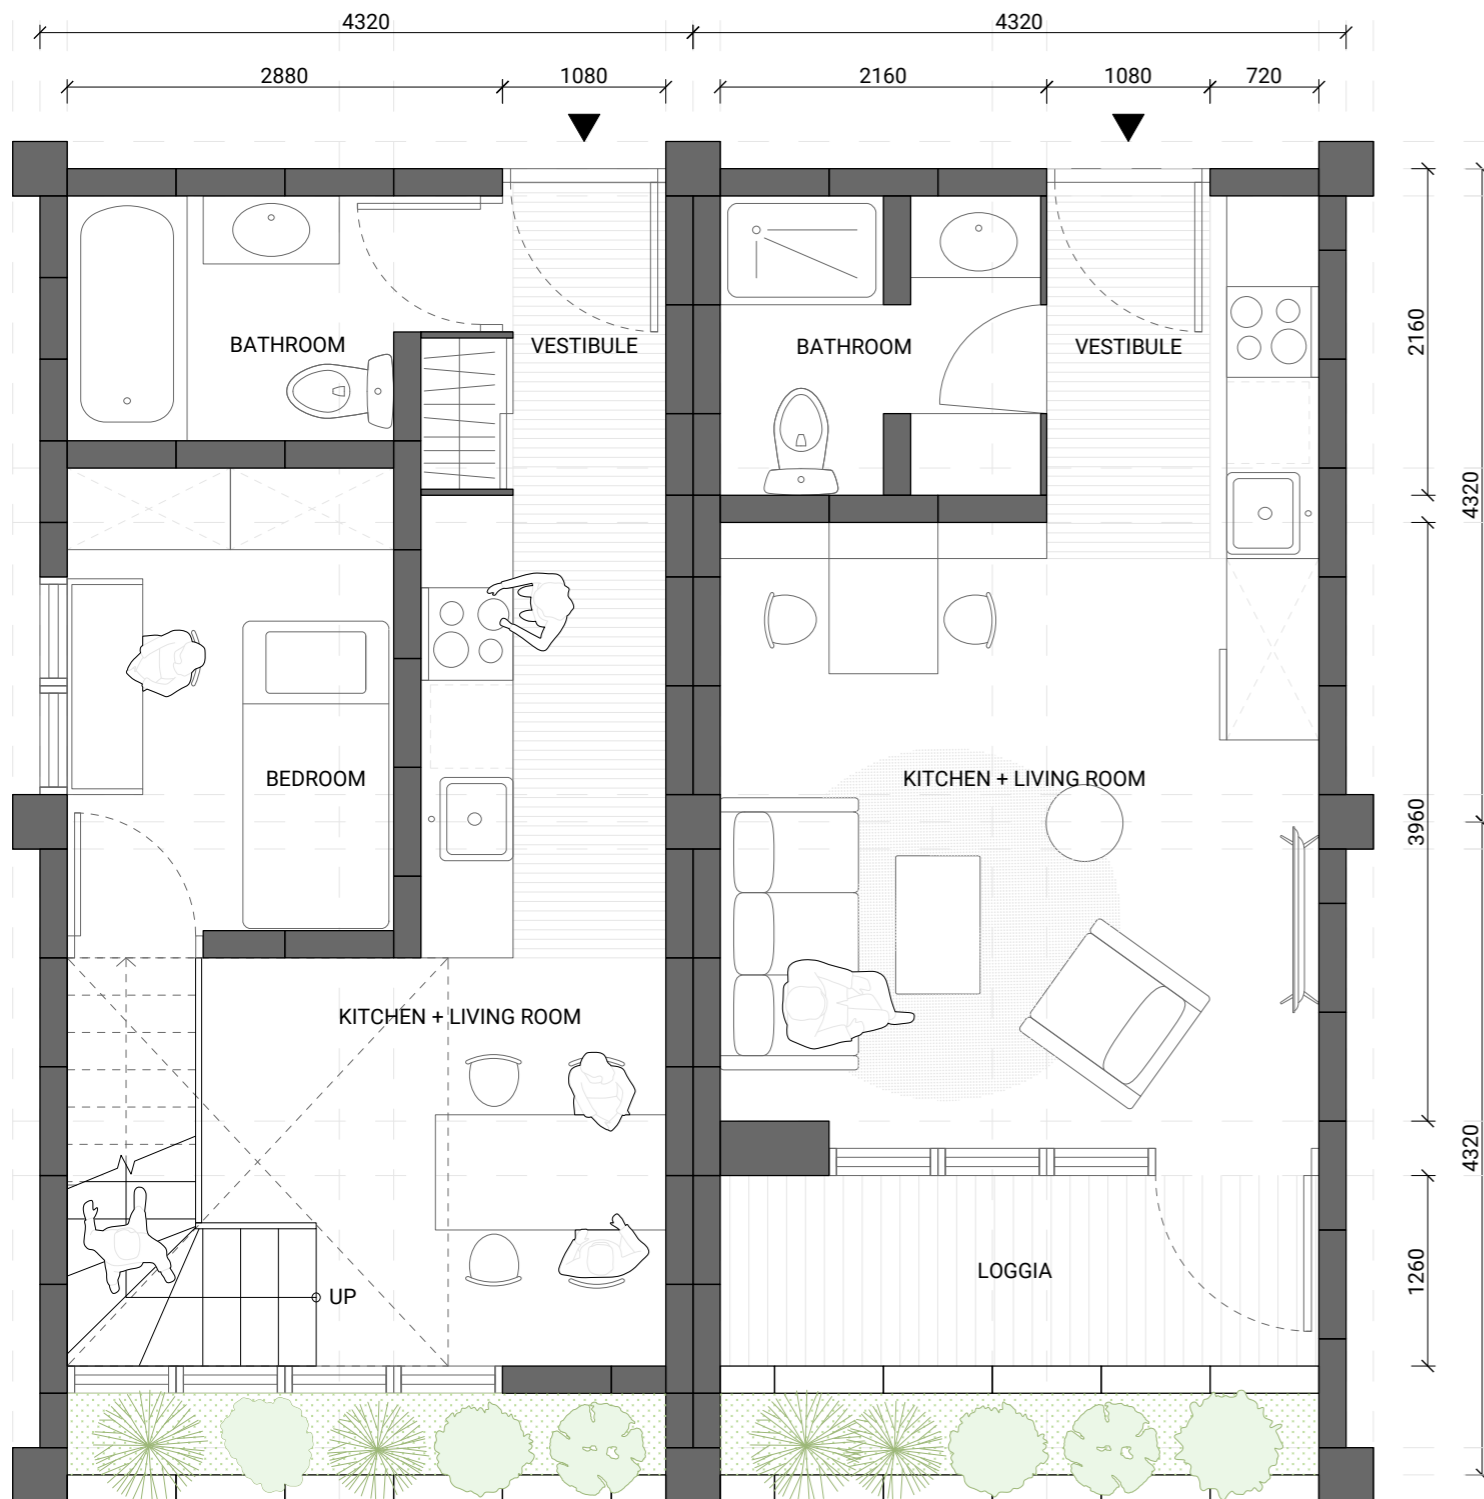 4320
4320
2880
1080
2160
1080
720
BATHROOM
VESTIBULE
BATHROOM
VESTIBULE
2160
4320
BEDROOM
KITCHEN + LIVING ROOM
3960
KITCHEN + LIVING ROOM
4320
LOGGIA
1260
UP